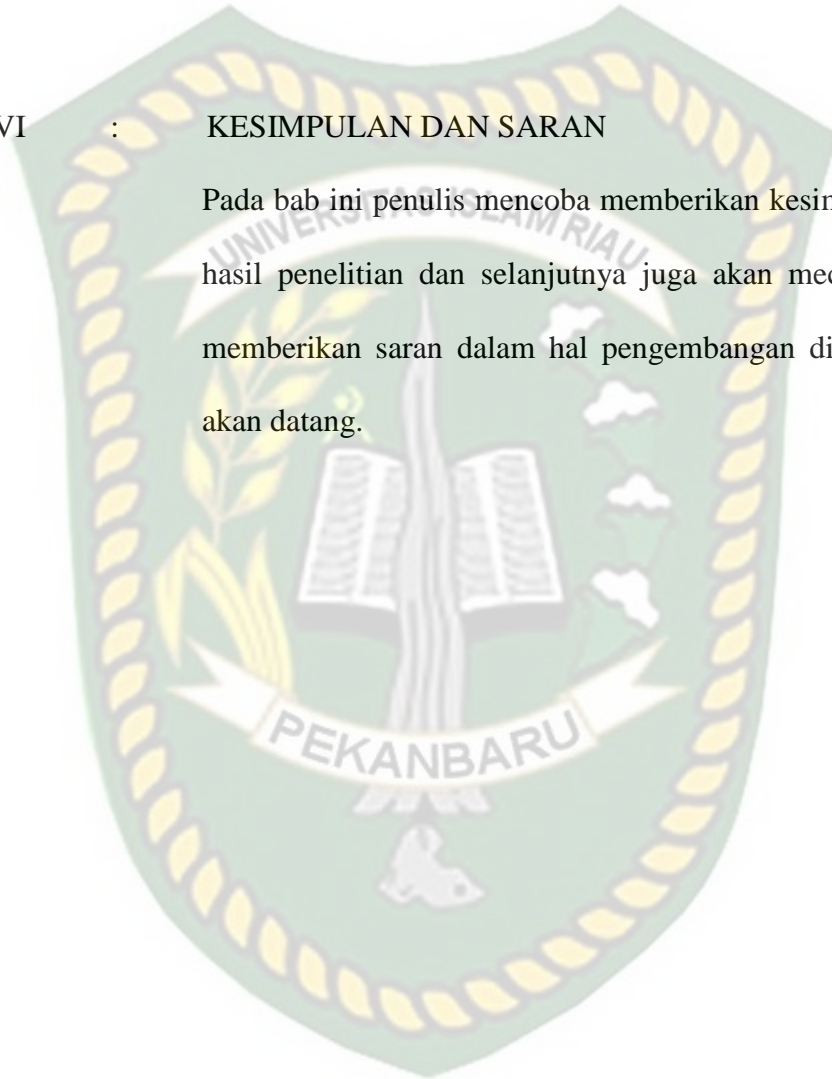 VI : KESIMPULAN DAN SARAN
Pada bab ini penulis mencoba memberikan
hasil penelitian dan selanjutnya juga akan
memberikan saran dalam hal pengembangan
akan datang.
UNIVERSITAS ISLAM RIAU
PEKANBARU